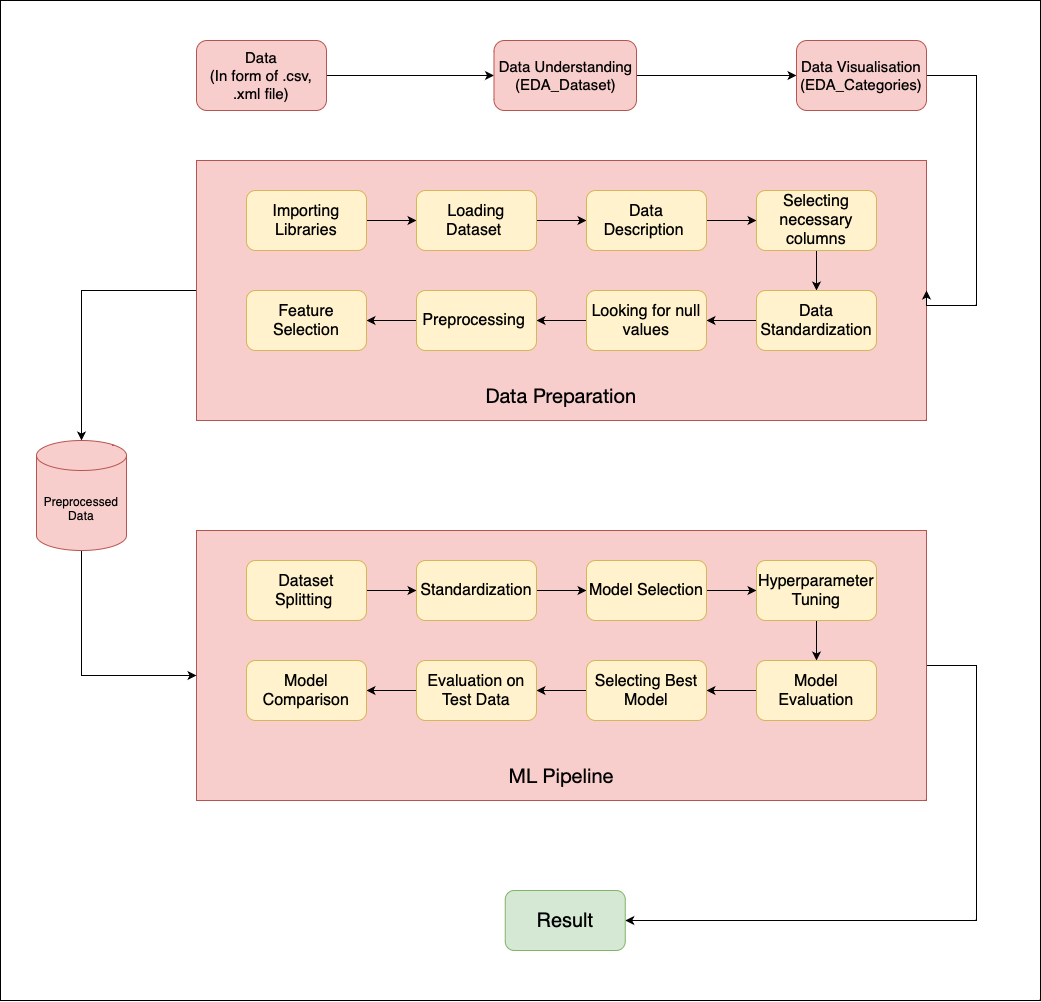 Data
(In form of .csv,
.xml file)
Data Understanding
(EDA_Dataset)
Data Visualisation
(EDA_Categories)
Importing
Libraries
Loading
Dataset
Data
Description
Selecting
necessary
columns
Feature
Selection
Preprocessing
Looking for null
values
Data
Standardization
Data Preparation
Preprocessed
Data
Dataset
Splitting
Standardization
Model Selection
Hyperparameter
Tuning
Model
Comparison
Evaluation on
Test Data
Selecting Best
Model
Model
Evaluation
ML Pipeline
Result